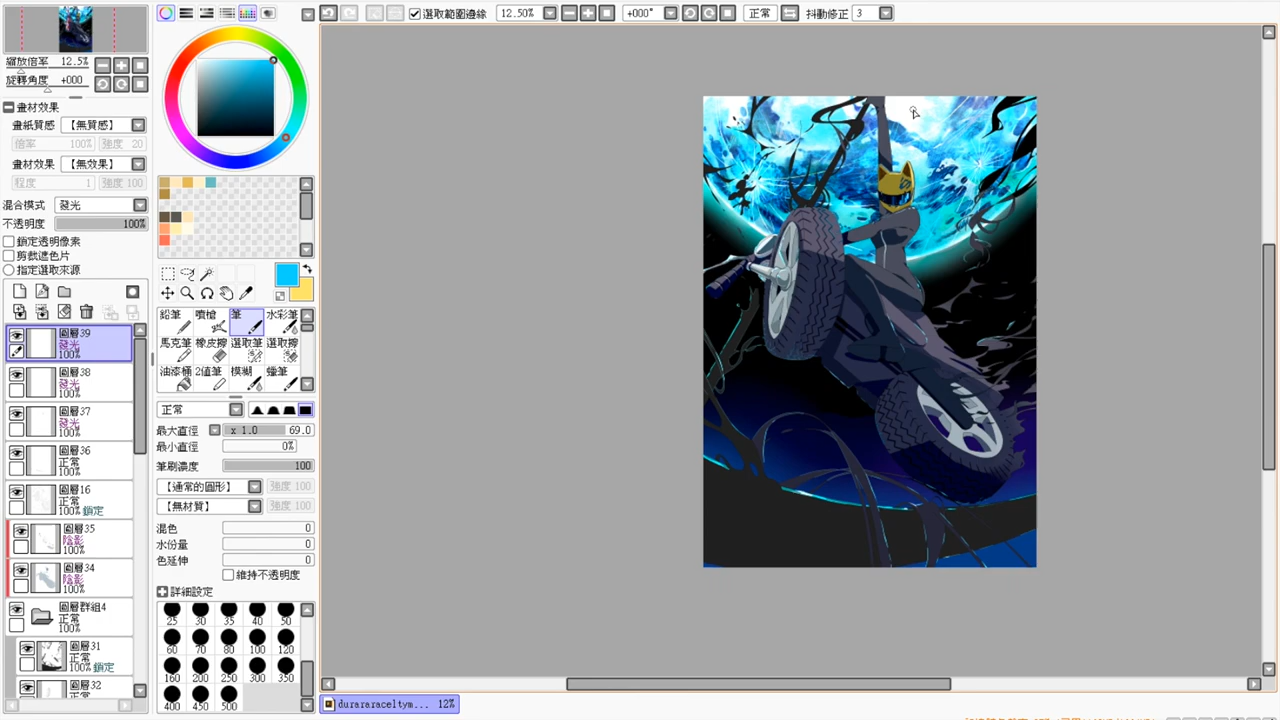 選取範圍邊緣 12.50% +000° 正常 抖動修正 3
縮放倍率 12.5%
旋轉角度 +000
畫材效果
畫紙質感 【無質感】
倍率 100% 強度 20
畫材效果 【無效果】
程度 1 強度 100
混合模式 發光
不透明度 100%
鎖定透明像素
剪裁遮色片
指定選取來源
圖層39
發光
100%
圖層38
發光
100%
圖層37
發光
100%
圖層36
正常
100%
圖層16
正常
100% 鎖定
圖層35
陰影
100%
圖層34
陰影
100%
圖層群組4
正常
100%
圖層31
正常
100% 鎖定
圖層32
正常
鉛筆 噴槍 筆 水彩筆
馬克筆 橡皮擦 選取筆 選取擦
油漆桶 2値筆 模糊 蠟筆
正常
最大直徑 x 1.0 69.0
最小直徑 0%
筆刷濃度 100
【通常的圓形】 強度 100
【無材質】 強度 100
混色 0
水份量 0
色延伸 0
維持不透明度
詳細設定
25 30 35 40 50
60 70 80 100 120
160 200 250 300 350
400 450 500
durararaceltym... 12%